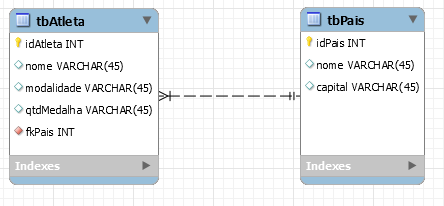 tbAtleta
idAtleta INT
nome VARCHAR(45)
modalidade VARCHAR(45)
qtdMedalha VARCHAR(45)
fkPais INT
Indexes
tbPais
idPais INT
nome VARCHAR(45)
capital VARCHAR(45)
Indexes